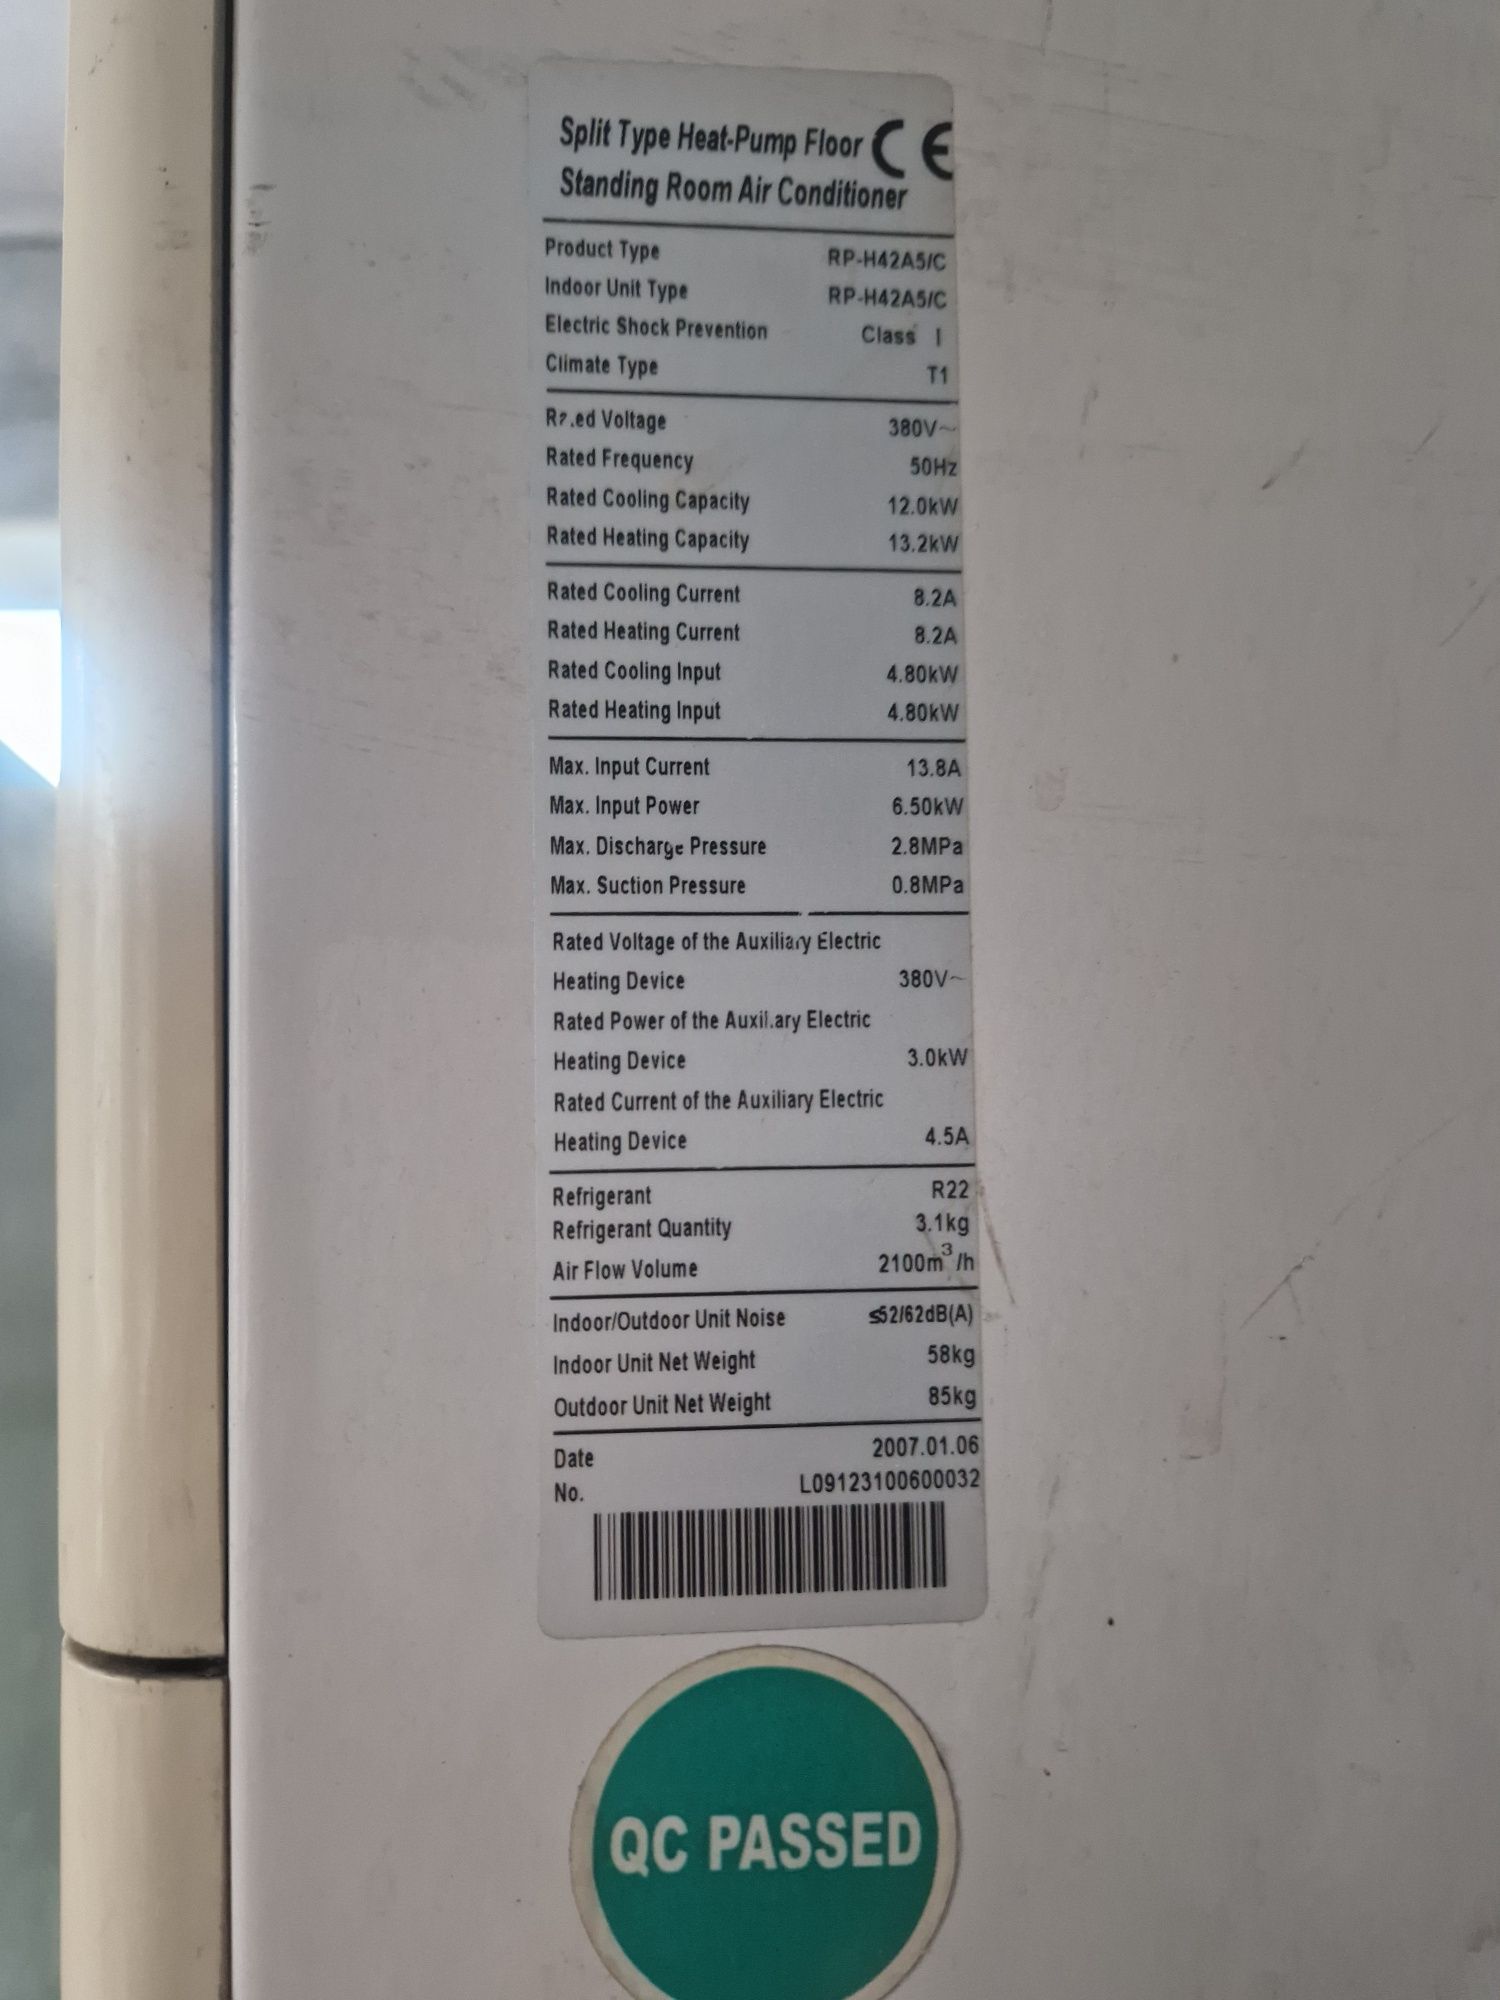 Split Type Heat-Pump Floor CE
Standing Room Air Conditioner
Product Type RP-H42A5/C
Indoor Unit Type RP-H42A5/C
Electric Shock Prevention Class I
Climate Type T1
Rated Voltage 380V~
Rated Frequency 50Hz
Rated Cooling Capacity 12.0kW
Rated Heating Capacity 13.2kW
Rated Cooling Current 8.2A
Rated Heating Current 8.2A
Rated Cooling Input 4.80kW
Rated Heating Input 4.80kW
Max. Input Current 13.8A
Max. Input Power 6.50kW
Max. Discharge Pressure 2.8MPa
Max. Suction Pressure 0.8MPa
Rated Voltage of the Auxiliary Electric
Heating Device 380V~
Rated Power of the Auxiliary Electric
Heating Device 3.0kW
Rated Current of the Auxiliary Electric
Heating Device 4.5A
Refrigerant R22
Refrigerant Quantity 3.1kg
Air Flow Volume 2100m³/h
Indoor/Outdoor Unit Noise ≤52/62dB(A)
Indoor Unit Net Weight 58kg
Outdoor Unit Net Weight 85kg
Date 2007.01.06
No. L09123100600032
QC PASSED